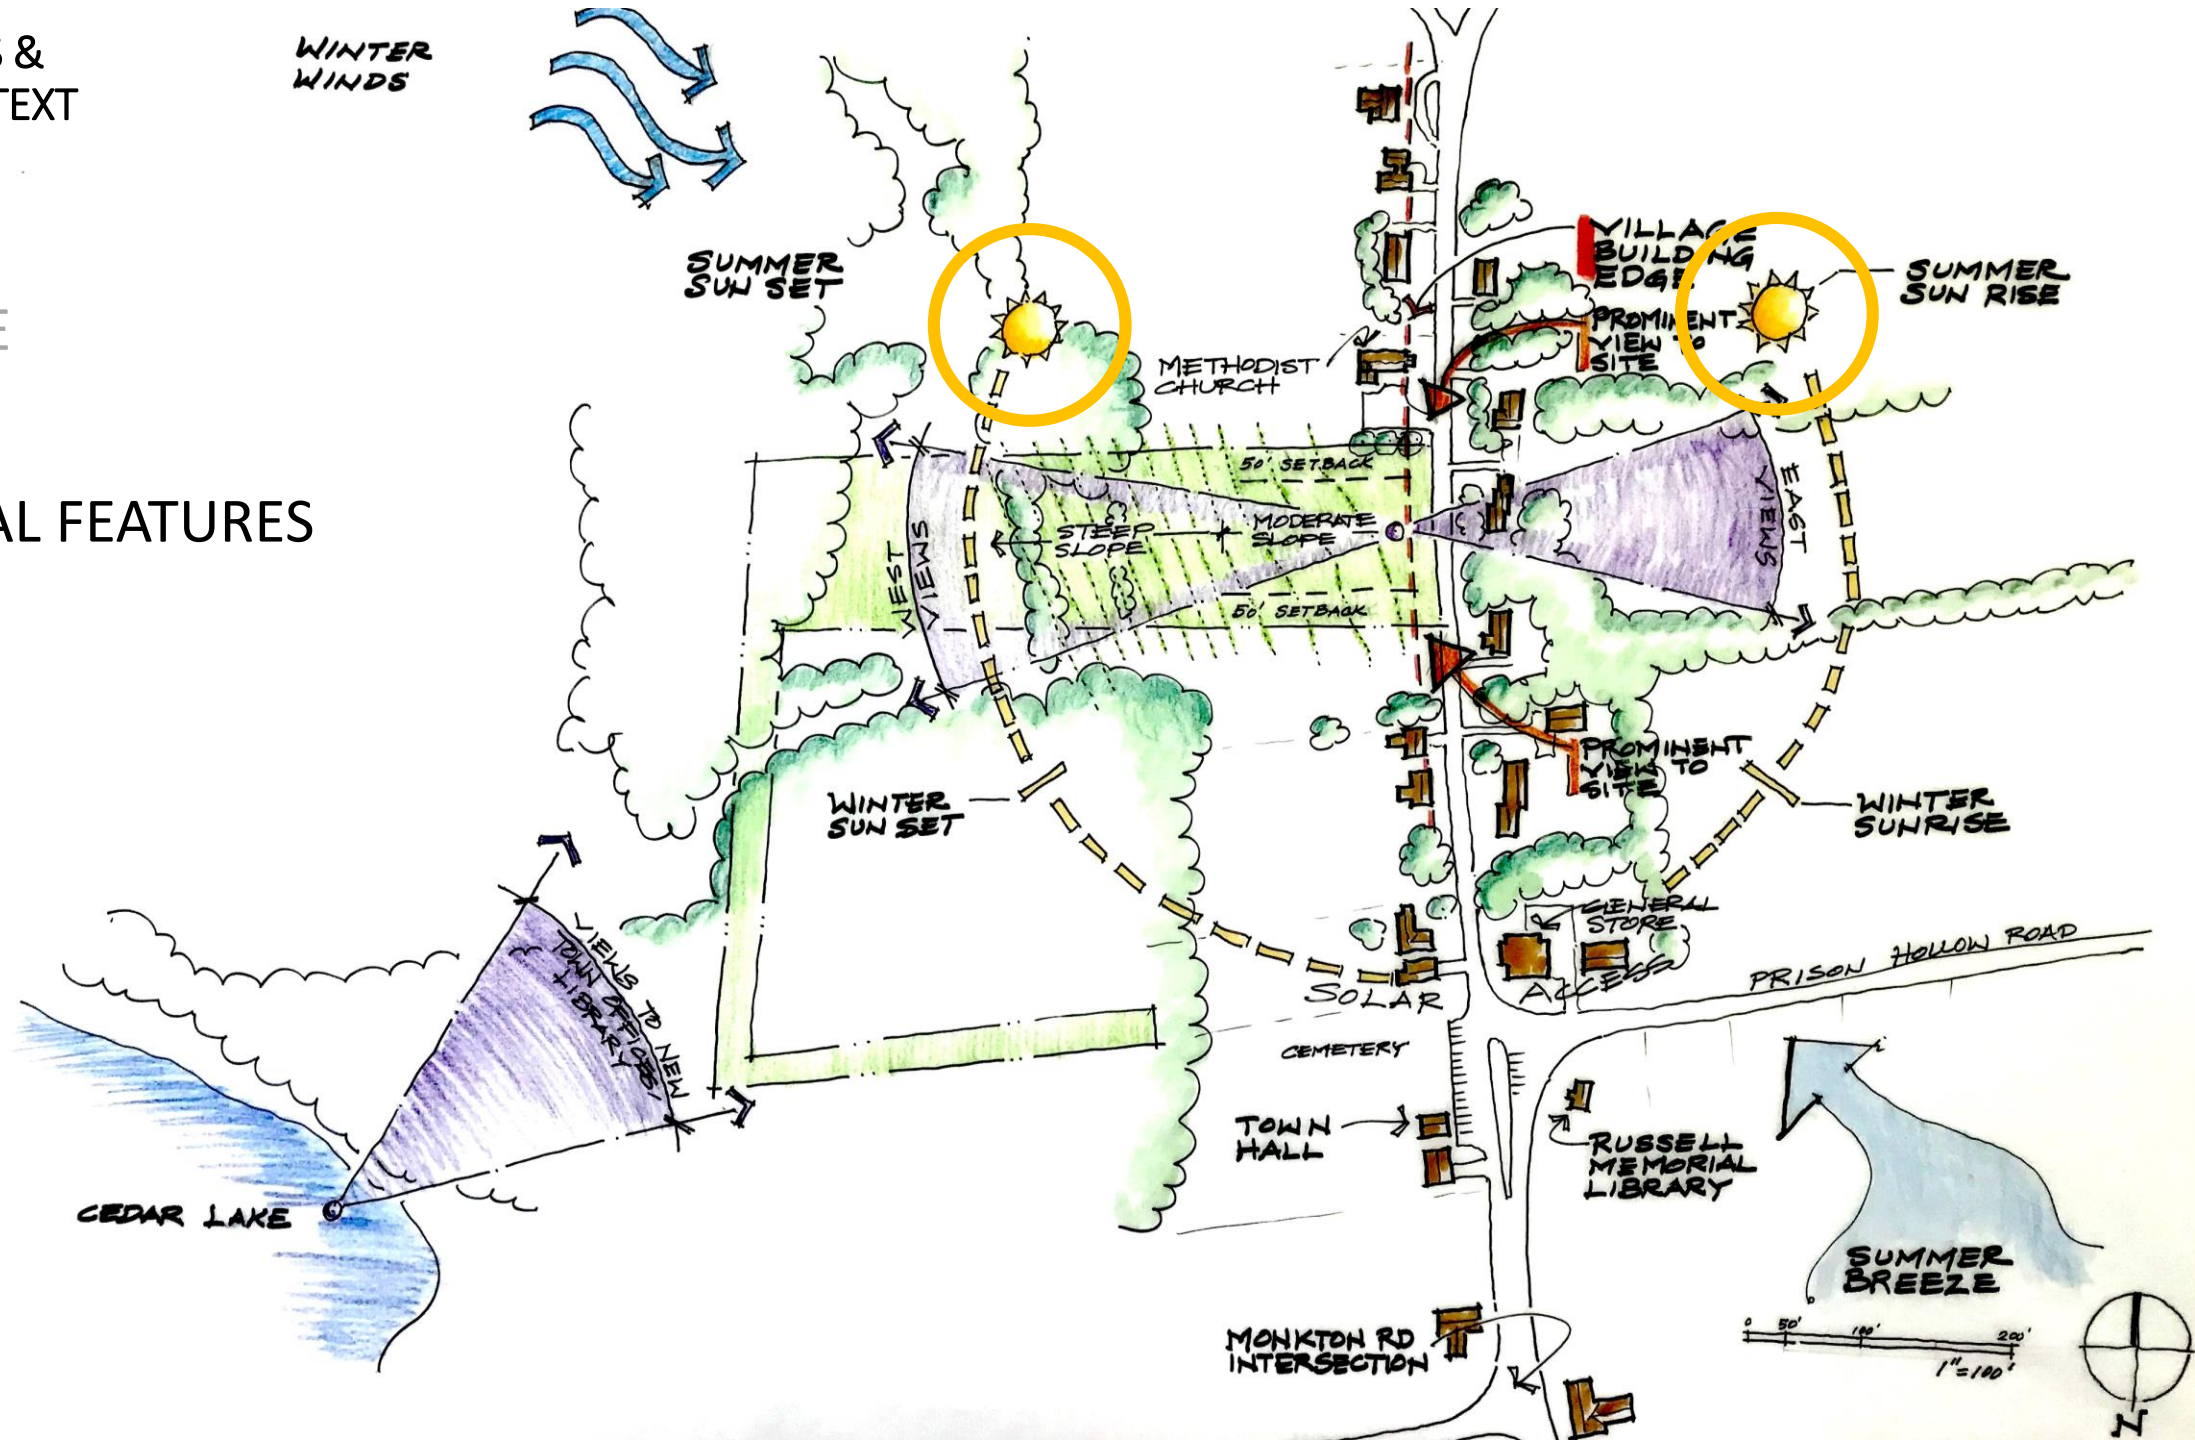 S &
TEXT
E
AL FEATURES
WINTER
WINDS
SUMMER
SUN SET
VILLAGE
BUILDING
EDGE
SUMMER
SUN RISE
PROMINENT
VIEW TO
SITE
METHODIST
CHURCH
50' SETBACK
STEEP
SLOPE
MODERATE
SLOPE
WEST
VIEWS
EAST
VIEWS
50' SETBACK
PROMINENT
VIEW TO
SITE
WINTER
SUN SET
WINTER
SUNRISE
GENERAL
STORE
VIEWS TO NEW
TOWN OFFICES/
LIBRARY
SOLAR ACCESS
PRISON HOLLOW ROAD
CEMETERY
TOWN
HALL
RUSSELL
MEMORIAL
LIBRARY
CEDAR LAKE
SUMMER
BREEZE
MONKTON RD
INTERSECTION
0 50' 100' 200'
1"=100'
N